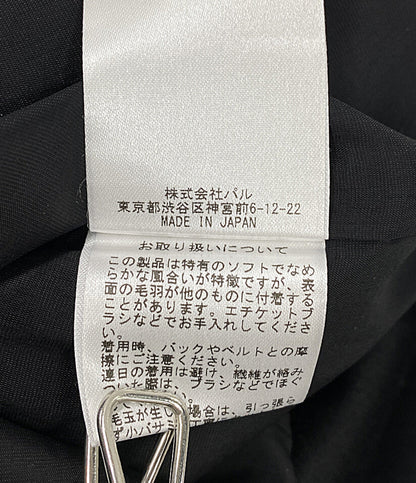 株式会社パル
東京都渋谷区神宮前6-12-22
MADE IN JAPAN
お取り扱いについて
この製品は特有のソフトでなめ
らかな風合いが特徴ですが、表
面の毛羽が他のものに付着する
ことがあります。エチケットブ
ラシなどでお手入れしてくださ
い。
着用時、バックやベルトとの摩
擦にご注意ください。
連日の着用は避け、繊維が絡み
ついた際は、ブラシなどでほぐ
毛玉が生
場合は、引っ張ら
ず小バサミ